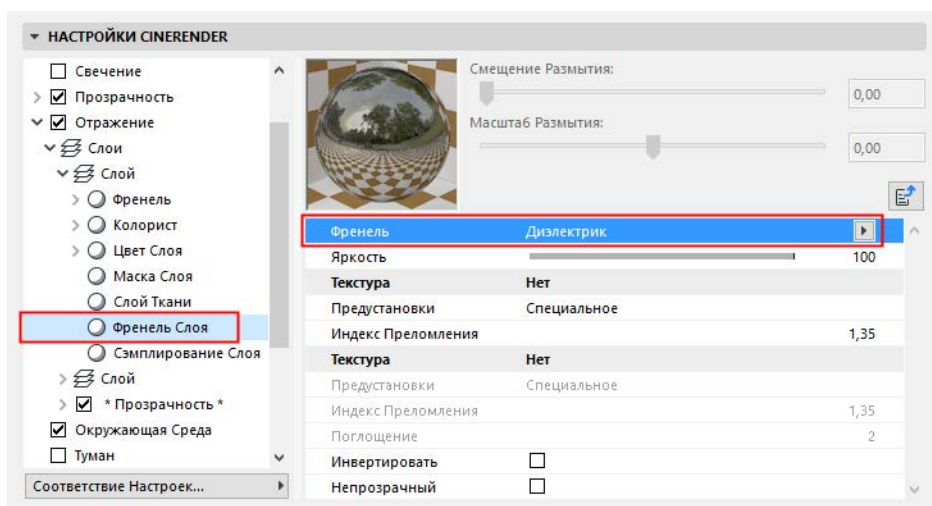 НАСТРОЙКИ CINERENDER
Свечение
Прозрачность
Отражение
Слои
Слой
Френель
Колорист
Цвет Слоя
Маска Слоя
Слой Ткани
Френель Слоя
Сэмплирование Слоя
Слой
* Прозрачность *
Окружающая Среда
Туман
Соответствие Настроек...
Смещение Размытия:
0,00
Масштаб Размытия:
0,00
Френель Диэлектрик
Яркость 100
Текстура Нет
Предустановки Специальное
Индекс Преломления 1,35
Текстура Нет
Предустановки Специальное
Индекс Преломления 1,35
Поглощение 2
Инвертировать
Непрозрачный